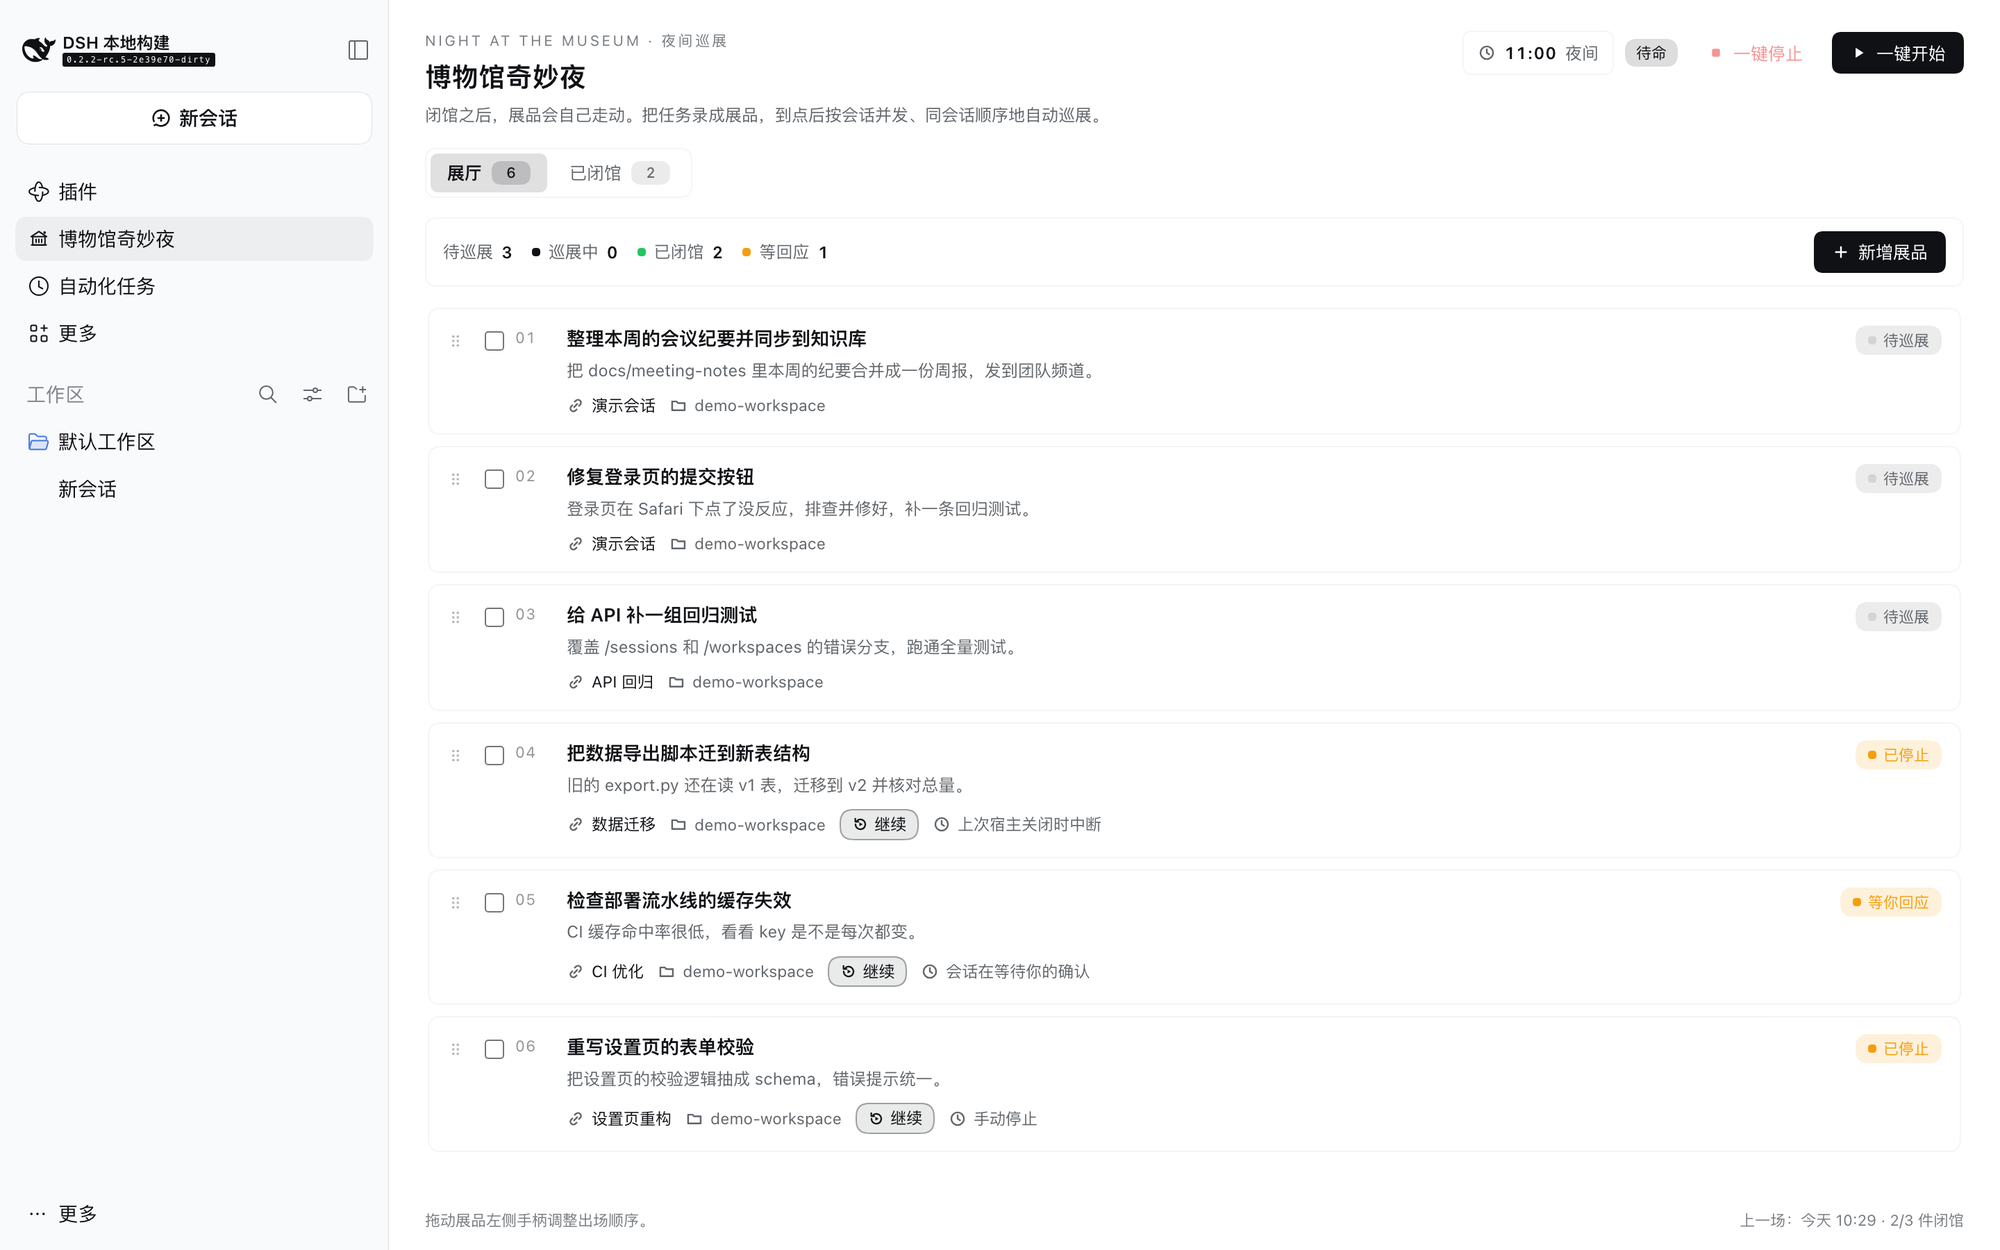 DSH 本地构建
0.2.2-rc.5-2e39e70-dirty
新会话
插件
博物馆奇妙夜
自动化任务
更多
工作区
默认工作区
新会话
更多
NIGHT AT THE MUSEUM · 夜间巡展
博物馆奇妙夜
闭馆之后，展品会自己走动。把任务录成展品，到点后按会话并发、同会话顺序地自动巡展。
11:00 夜间 待命 一键停止 一键开始
展厅 6 已闭馆 2
待巡展 3 巡展中 0 已闭馆 2 等回应 1
新增展品
01 整理本周的会议纪要并同步到知识库 待巡展
把 docs/meeting-notes 里本周的纪要合并成一份周报，发到团队频道。
演示会话 demo-workspace
02 修复登录页的提交按钮 待巡展
登录页在 Safari 下点了没反应，排查并修好，补一条回归测试。
演示会话 demo-workspace
03 给 API 补一组回归测试 待巡展
覆盖 /sessions 和 /workspaces 的错误分支，跑通全量测试。
API 回归 demo-workspace
04 把数据导出脚本迁到新表结构 已停止
旧的 export.py 还在读 v1 表，迁移到 v2 并核对总量。
数据迁移 demo-workspace 继续 上次宿主关闭时中断
05 检查部署流水线的缓存失效 等你回应
CI 缓存命中率很低，看看 key 是不是每次都变。
CI 优化 demo-workspace 继续 会话在等待你的确认
06 重写设置页的表单校验 已停止
把设置页的校验逻辑抽成 schema，错误提示统一。
设置页重构 demo-workspace 继续 手动停止
拖动展品左侧手柄调整出场顺序。
上一场：今天 10:29 · 2/3 件闭馆